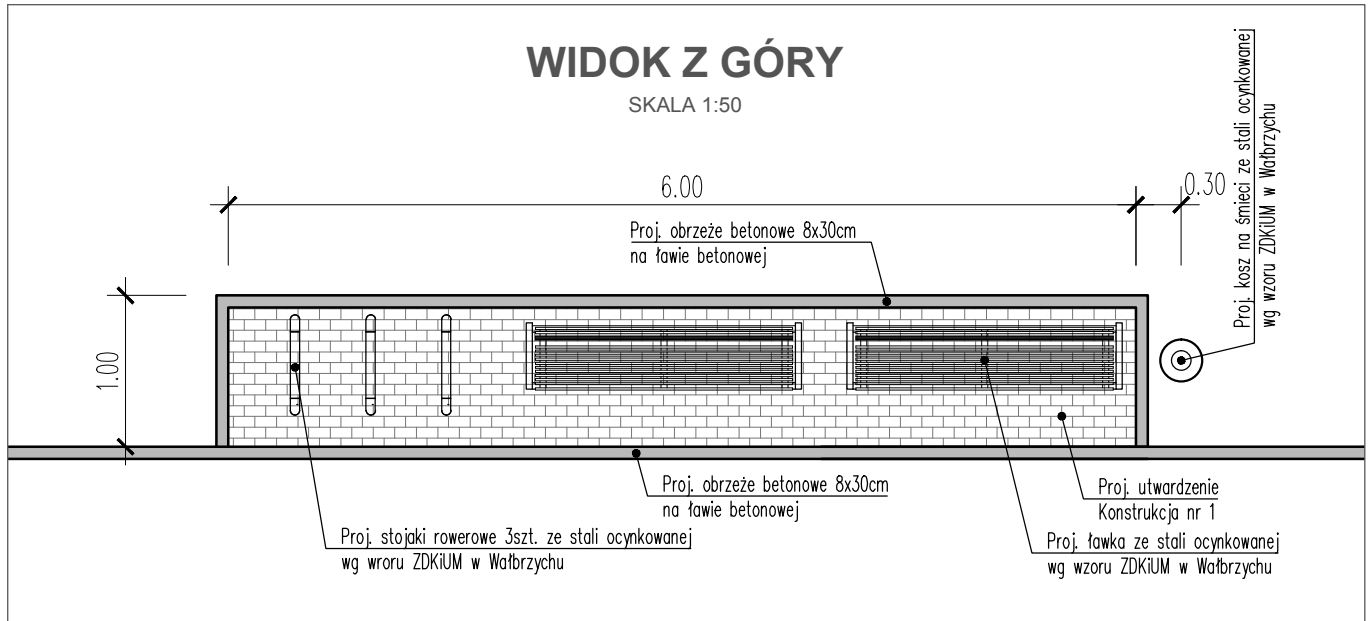 WIDOK Z GÓRY
SKALA 1:50
6.00
0.30
Proj. kosz na śmieci ze stali ocynkowanej
wg wzoru ZDKiUM w Wałbrzychu
Proj. obrzeże betonowe 8x30cm
na ławie betonowej
1.00
Proj. obrzeże betonowe 8x30cm
na ławie betonowej
Proj. utwardzenie
Konstrukcja nr 1
Proj. stojaki rowerowe 3szt. ze stali ocynkowanej
wg wroru ZDKiUM w Wałbrzychu
Proj. ławka ze stali ocynkowanej
wg wzoru ZDKiUM w Wałbrzychu